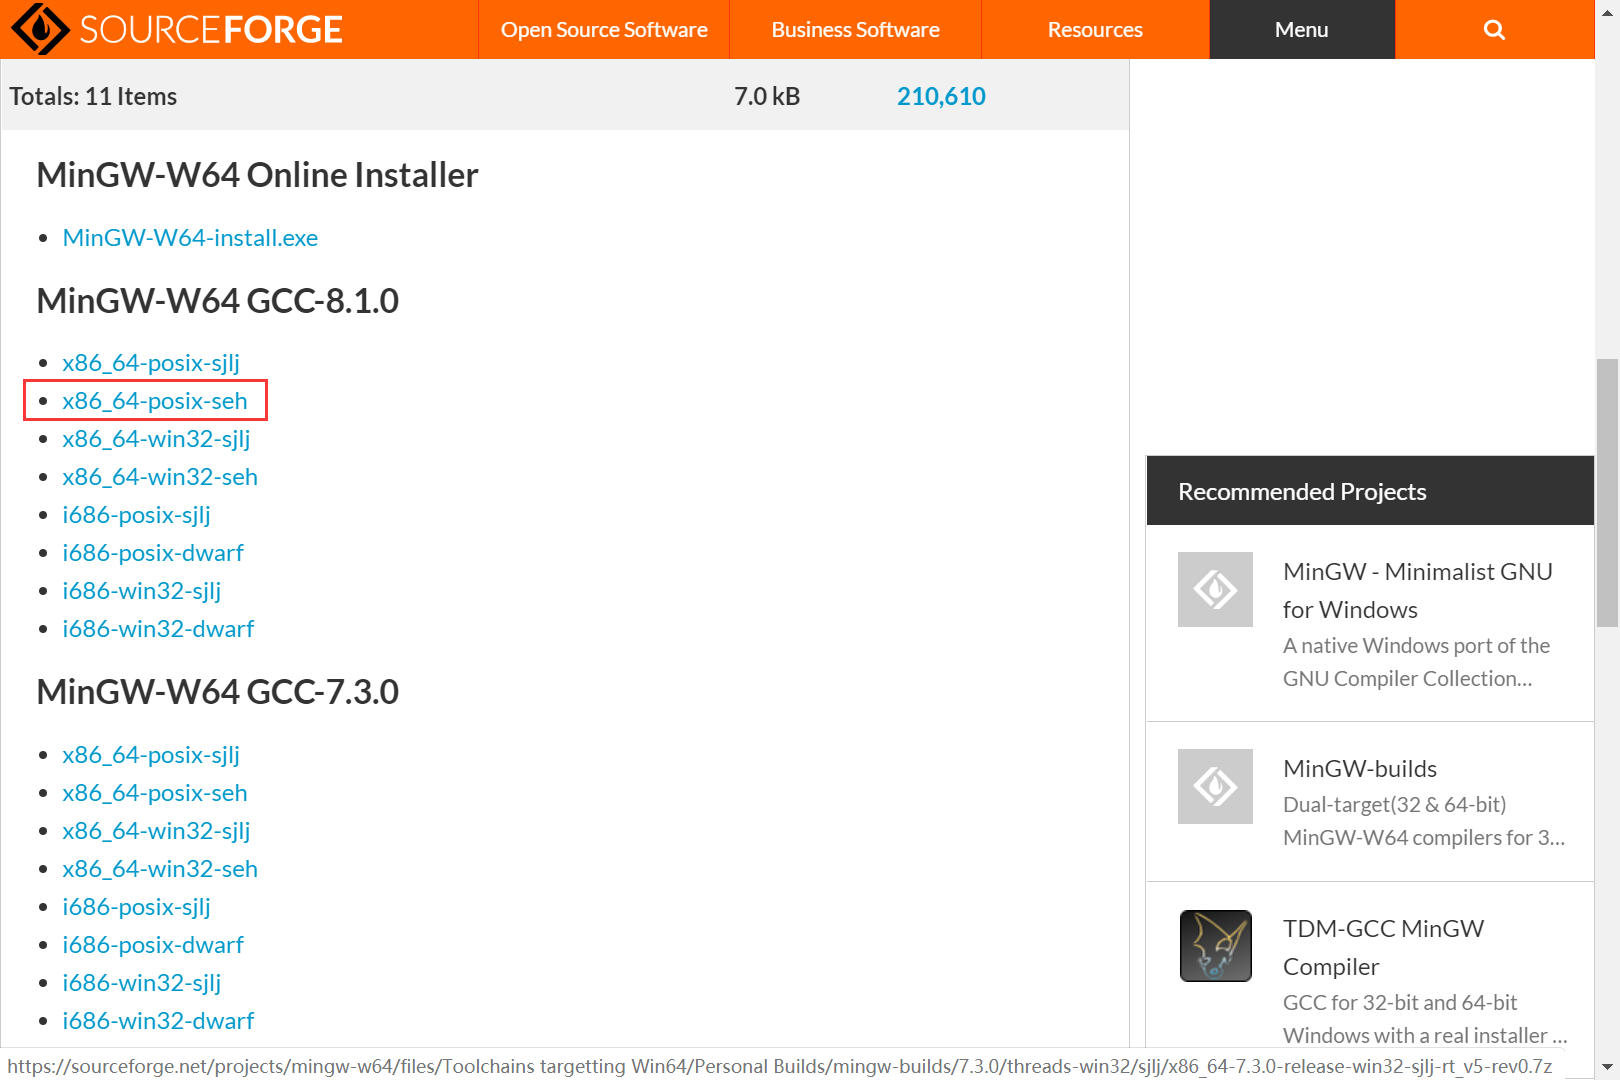 SOURCEFORGE
Open Source Software
Business Software
Resources
Menu
Totals: 11 Items 7.0 kB 210,610
MinGW-W64 Online Installer
• MinGW-W64-install.exe
MinGW-W64 GCC-8.1.0
• x86_64-posix-sjlj
• x86_64-posix-seh
• x86_64-win32-sjlj
• x86_64-win32-seh
• i686-posix-sjlj
• i686-posix-dwarf
• i686-win32-sjlj
• i686-win32-dwarf
MinGW-W64 GCC-7.3.0
• x86_64-posix-sjlj
• x86_64-posix-seh
• x86_64-win32-sjlj
• x86_64-win32-seh
• i686-posix-sjlj
• i686-posix-dwarf
• i686-win32-sjlj
• i686-win32-dwarf
Recommended Projects
MinGW - Minimalist GNU
for Windows
A native Windows port of the
GNU Compiler Collection...
MinGW-builds
Dual-target(32 & 64-bit)
MinGW-W64 compilers for 3...
TDM-GCC MinGW
Compiler
GCC for 32-bit and 64-bit
Windows with a real installer ...
https://sourceforge.net/projects/mingw-w64/files/Toolchains targetting Win64/Personal Builds/mingw-builds/7.3.0/threads-win32/sjlj/x86_64-7.3.0-release-win32-sjlj-rt_v5-rev0.7z